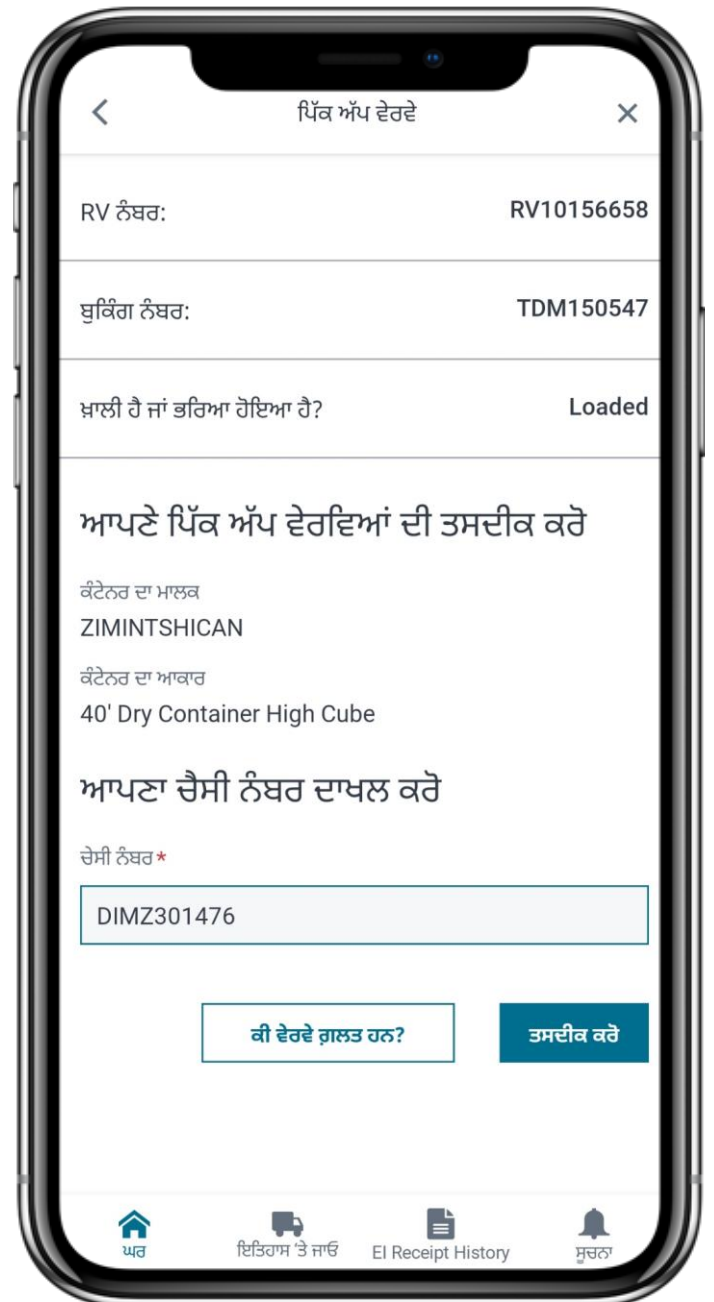 ਪਿੱਕ ਅੱਪ ਵੇਰਵੇ
RV ਨੰਬਰ: RV10156658
ਬੁਕਿੰਗ ਨੰਬਰ: TDM150547
ਖ਼ਾਲੀ ਹੈ ਜਾਂ ਭਰਿਆ ਹੋਇਆ ਹੈ? Loaded
ਆਪਣੇ ਪਿੱਕ ਅੱਪ ਵੇਰਵਿਆਂ ਦੀ ਤਸਦੀਕ ਕਰੋ
ਕੰਟੇਨਰ ਦਾ ਮਾਲਕ
ZIMINTSHICAN
ਕੰਟੇਨਰ ਦਾ ਆਕਾਰ
40' Dry Container High Cube
ਆਪਣਾ ਚੈਸੀ ਨੰਬਰ ਦਾਖਲ ਕਰੋ
ਚੇਸੀ ਨੰਬਰ *
DIMZ301476
ਕੀ ਵੇਰਵੇ ਗ਼ਲਤ ਹਨ? ਤਸਦੀਕ ਕਰੋ
ਘਰ ਇਤਿਹਾਸ 'ਤੇ ਜਾਓ EI Receipt History ਸੂਚਨਾ